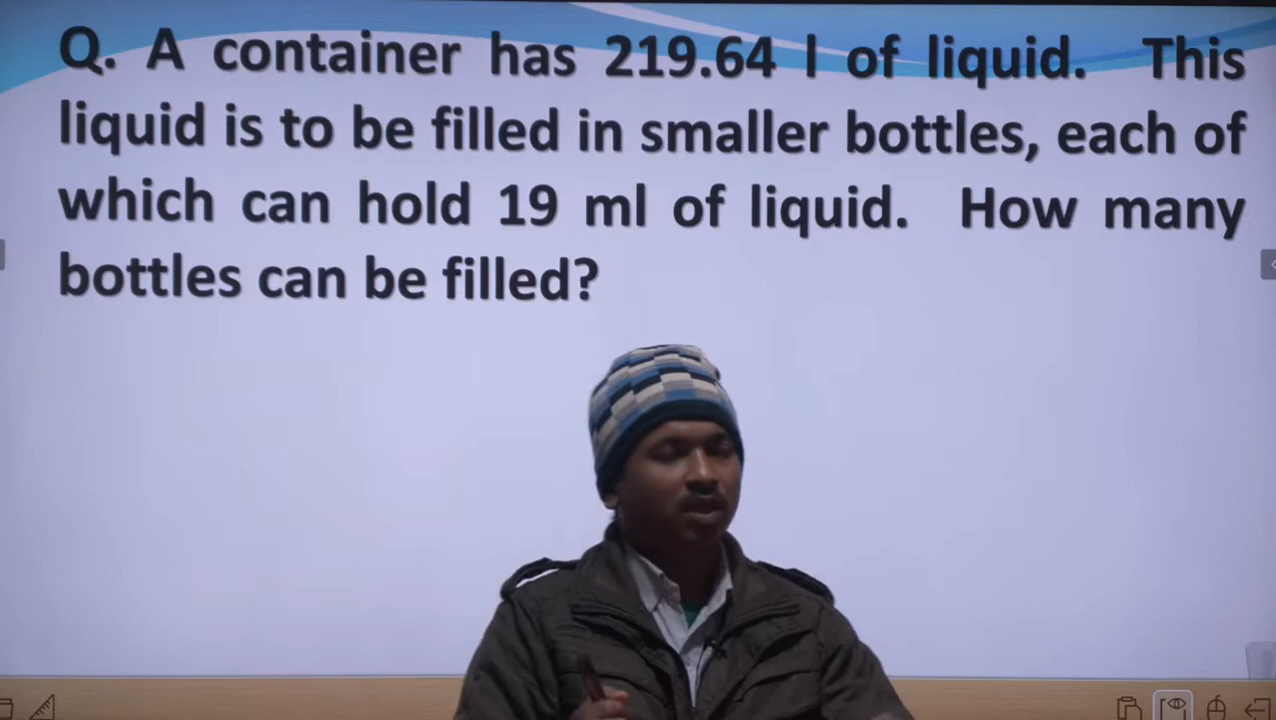 Q. A container has 219.64 l of liquid. This
liquid is to be filled in smaller bottles, each of
which can hold 19 ml of liquid. How many
bottles can be filled?